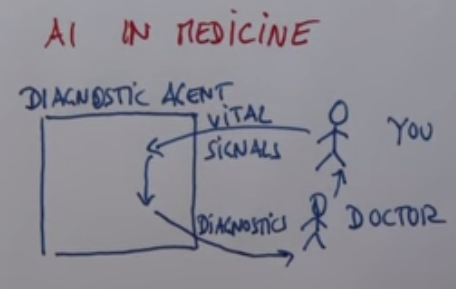 AI IN MEDICINE
DIAGNOSTIC AGENT
VITAL
SIGNALS
YOU
DIAGNOSTICS
DOCTOR